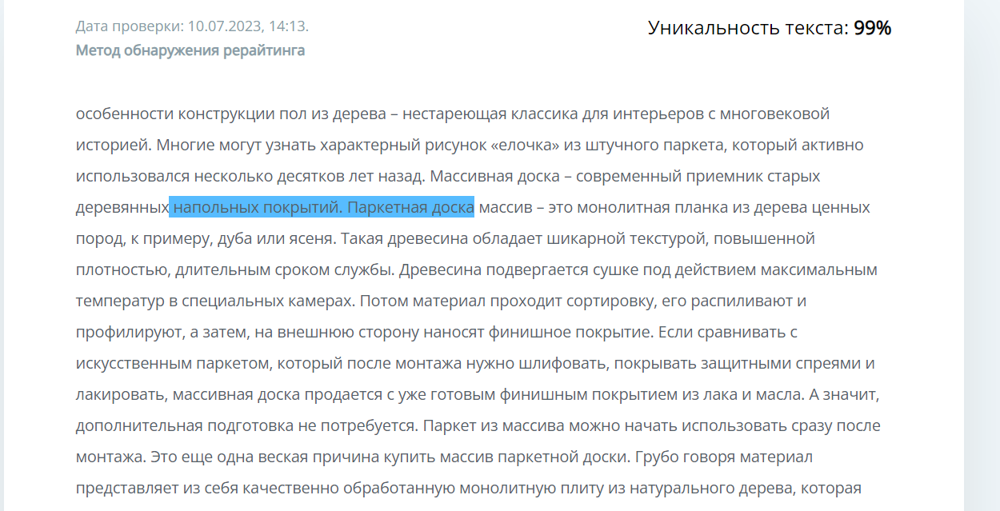 Дата проверки: 10.07.2023, 14:13.
Уникальность текста: 99%
Метод обнаружения рерайтинга
особенности конструкции пол из дерева – нестареющая классика для интерьеров с многовековой
историей. Многие могут узнать характерный рисунок «елочка» из штучного паркета, который активно
использовался несколько десятков лет назад. Массивная доска – современный приемник старых
деревянных напольных покрытий. Паркетная доска массив – это монолитная планка из дерева ценных
пород, к примеру, дуба или ясеня. Такая древесина обладает шикарной текстурой, повышенной
плотностью, длительным сроком службы. Древесина подвергается сушке под действием максимальным
температур в специальных камерах. Потом материал проходит сортировку, его распиливают и
профилируют, а затем, на внешнюю сторону наносят финишное покрытие. Если сравнивать с
искусственным паркетом, который после монтажа нужно шлифовать, покрывать защитными спреями и
лакировать, массивная доска продается с уже готовым финишным покрытием из лака и масла. А значит,
дополнительная подготовка не потребуется. Паркет из массива можно начать использовать сразу после
монтажа. Это еще одна веская причина купить массив паркетной доски. Грубо говоря материал
представляет из себя качественно обработанную монолитную плиту из натурального дерева, которая